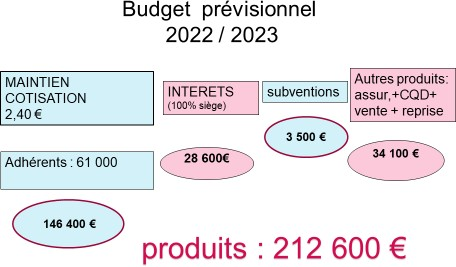 Budget prévisionnel
2022 / 2023
MAINTIEN
COTISATION
2,40 €
Adhérents : 61 000
146 400 €
INTERETS
(100% siège)
28 600€
subventions
3 500 €
Autres produits:
assur,+CQD+
vente + reprise
34 100 €
produits : 212 600 €